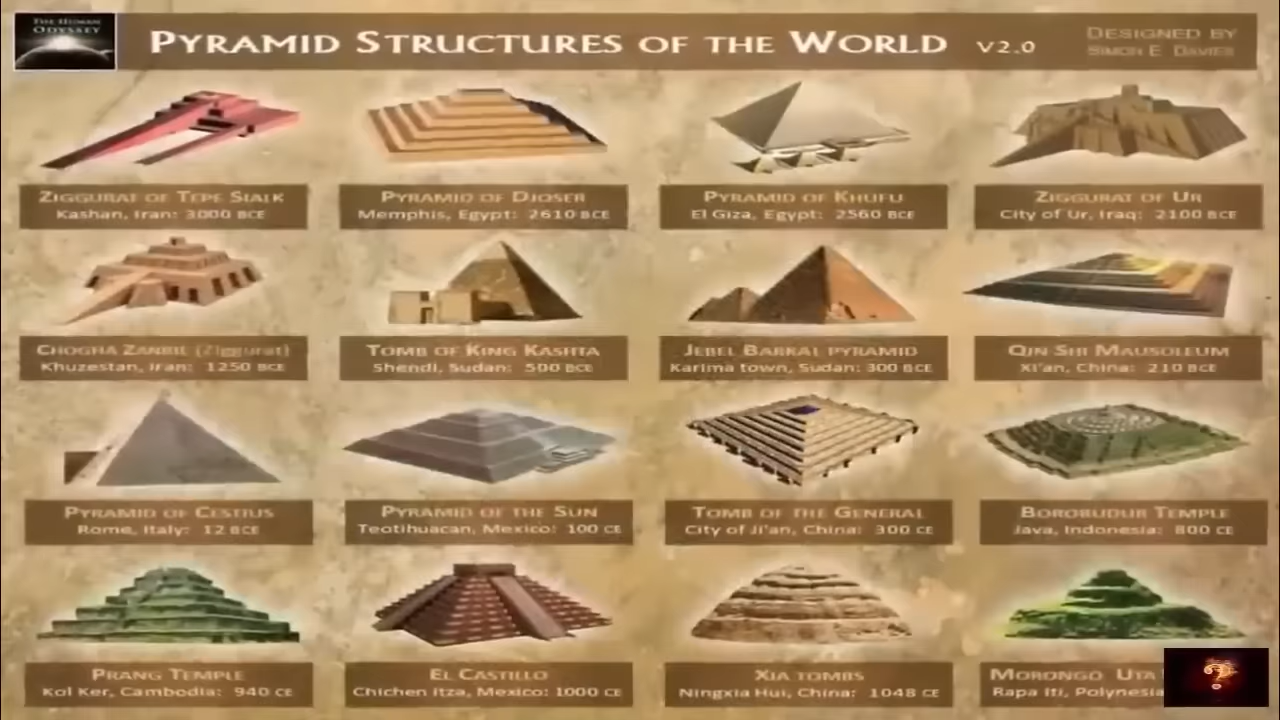 The Human
Odyssey
Pyramid Structures of the World v2.0
Designed by
Simon E. Davies
Ziggurat of Tepe Sialk
Kashan, Iran: 3000 BCE
Pyramid of Djoser
Memphis, Egypt: 2610 BCE
Pyramid of Khufu
El Giza, Egypt: 2560 BCE
Ziggurat of Ur
City of Ur, Iraq: 2100 BCE
Chogha Zanbil (Ziggurat)
Khuzestan, Iran: 1250 BCE
Tomb of King Kashta
Shendi, Sudan: 500 BCE
Jebel Barkal pyramid
Karima town, Sudan: 300 BCE
Qin Shi Mausoleum
Xi'an, China: 210 BCE
Pyramid of Cestius
Rome, Italy: 12 BCE
Pyramid of the Sun
Teotihuacan, Mexico: 100 CE
Tomb of the General
City of Ji'an, China: 300 CE
Borobudur Temple
Java, Indonesia: 800 CE
Prang Temple
Kol Ker, Cambodia: 940 CE
El Castillo
Chichen Itza, Mexico: 1000 CE
Xia tombs
Ningxia Hui, China: 1048 CE
Morongo Uta
Rapa Iti, Polynesia
?